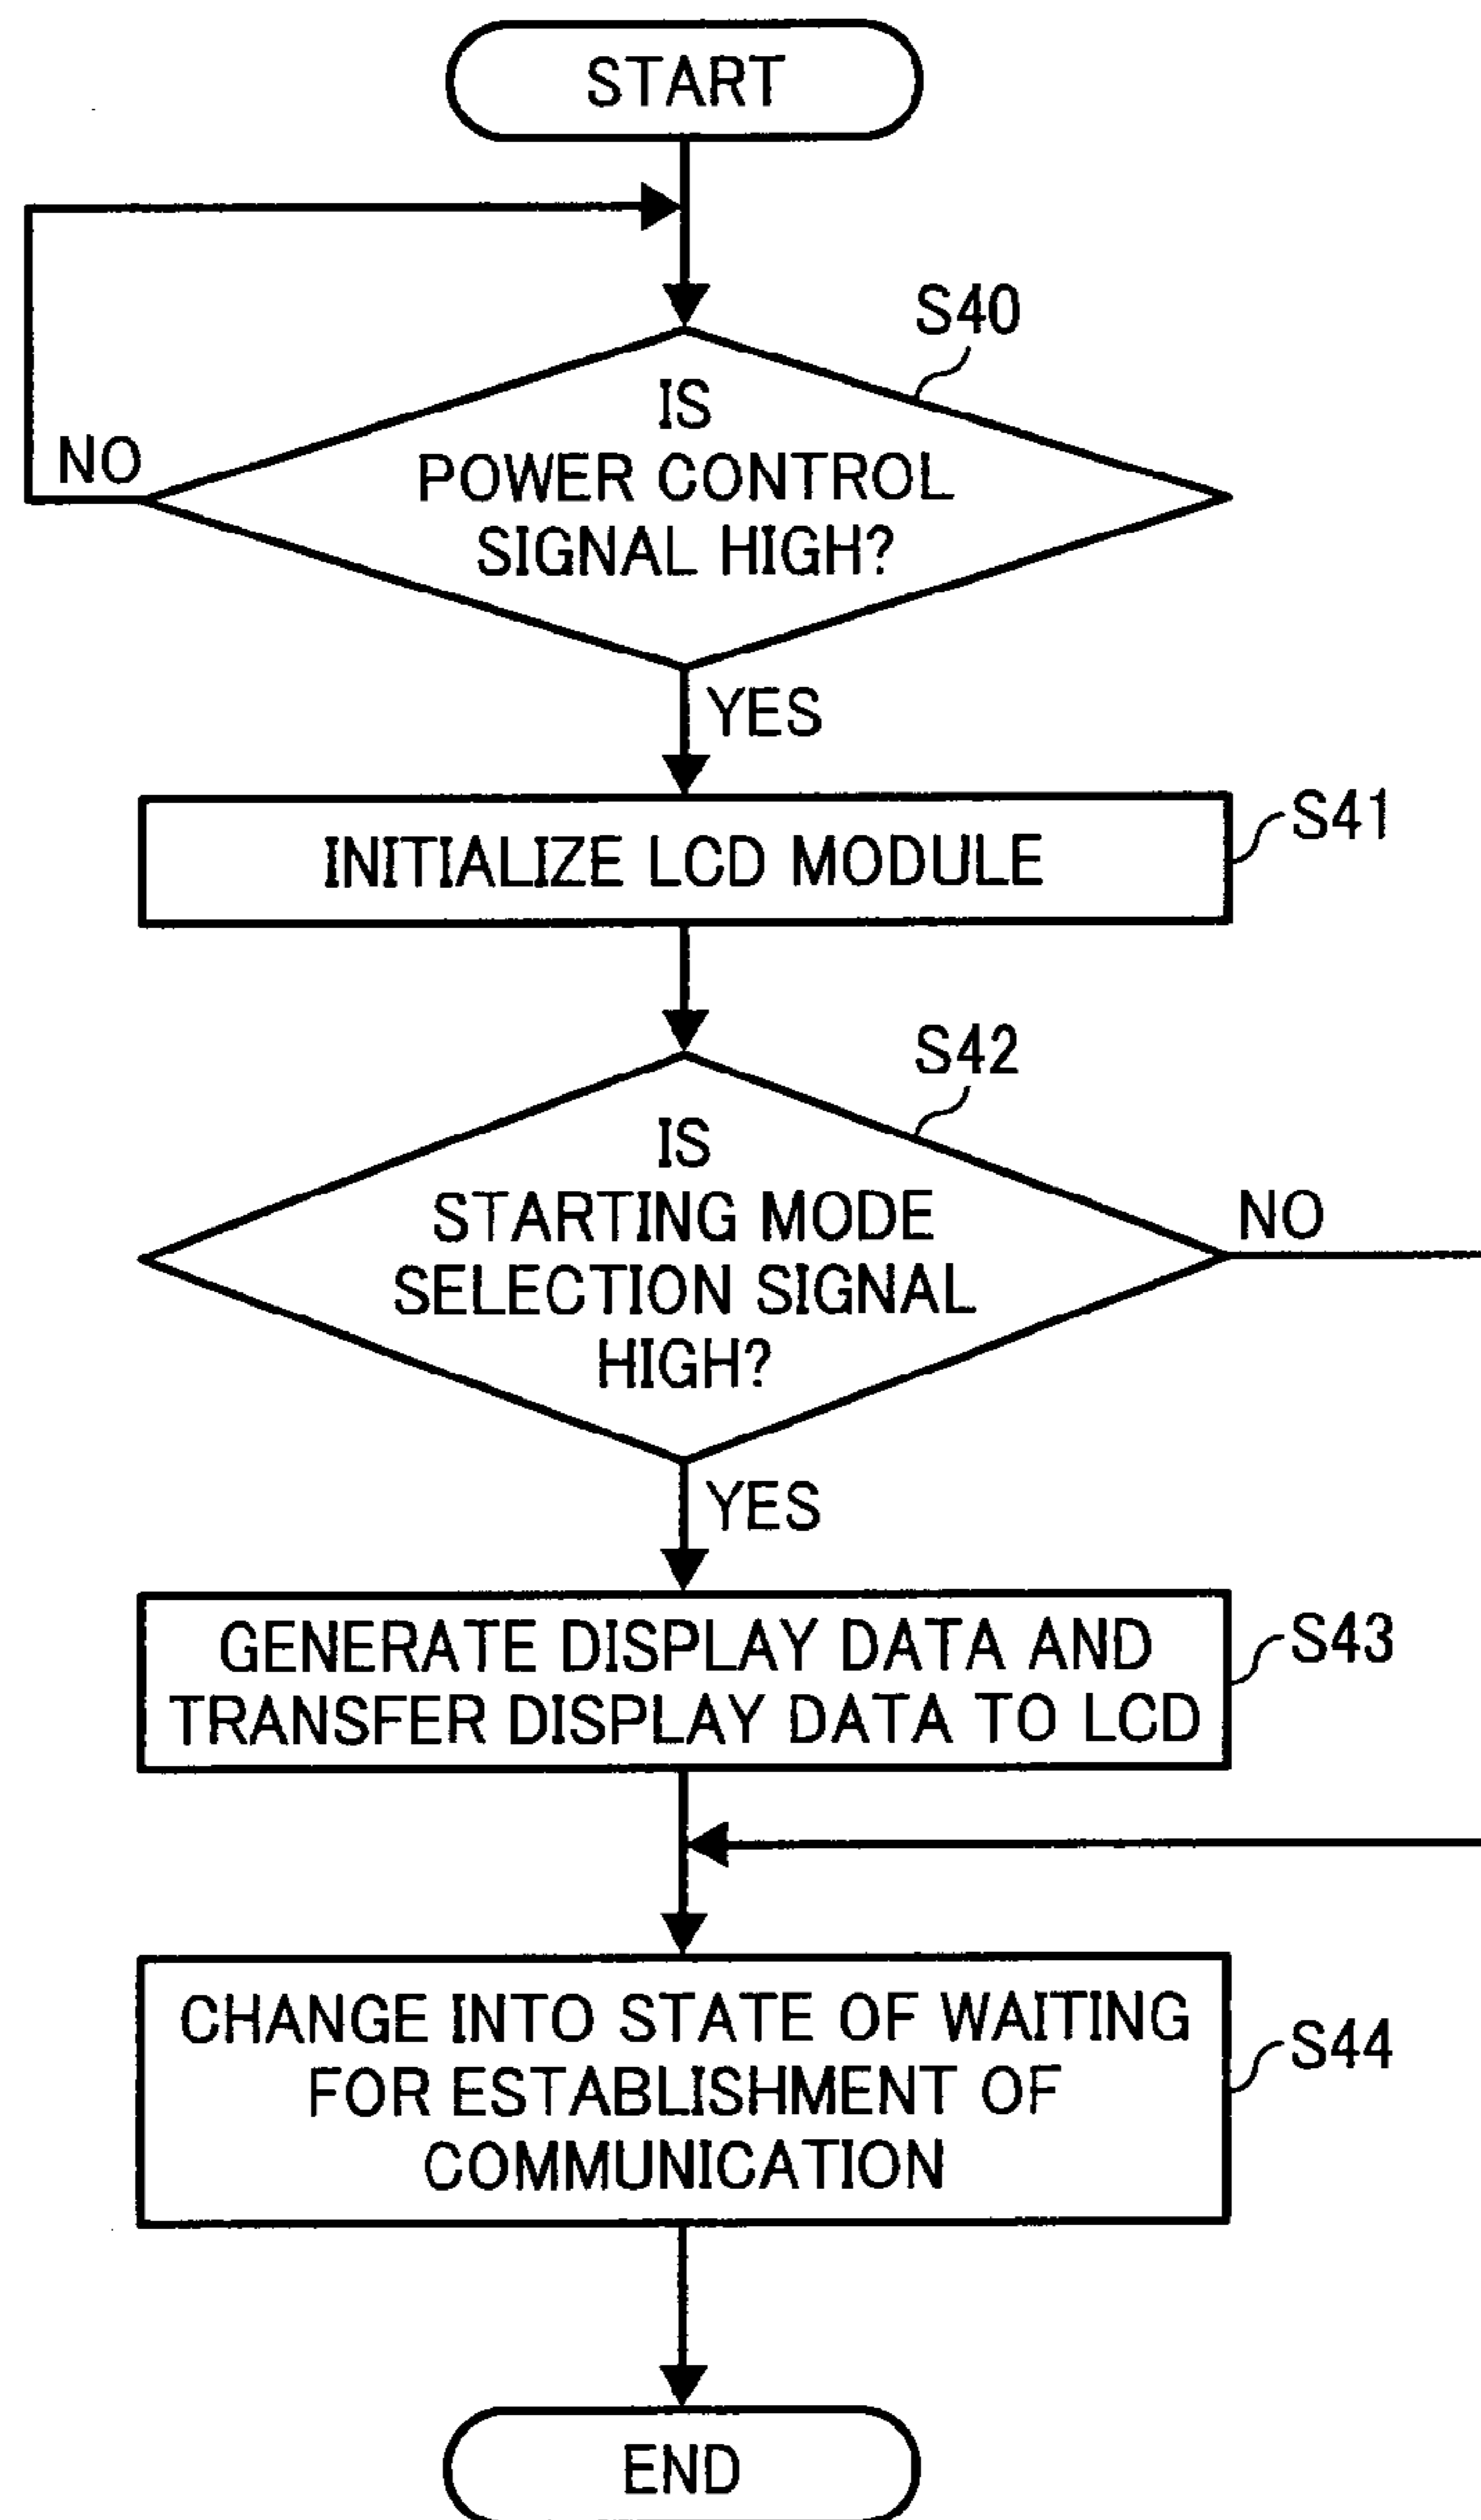 START
S40
IS
POWER CONTROL
SIGNAL HIGH?
NO
YES
INITIALIZE LCD MODULE
S41
S42
IS
STARTING MODE
SELECTION SIGNAL
HIGH?
NO
YES
GENERATE DISPLAY DATA AND
TRANSFER DISPLAY DATA TO LCD
S43
CHANGE INTO STATE OF WAITING
FOR ESTABLISHMENT OF
COMMUNICATION
S44
END